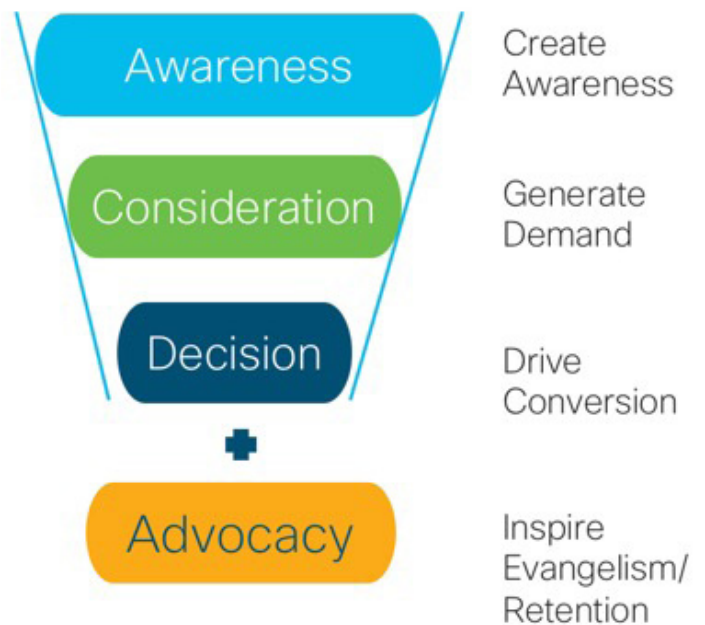 Awareness
Create
Awareness
Consideration
Generate
Demand
Decision
Drive
Conversion
Advocacy
Inspire
Evangelism/
Retention